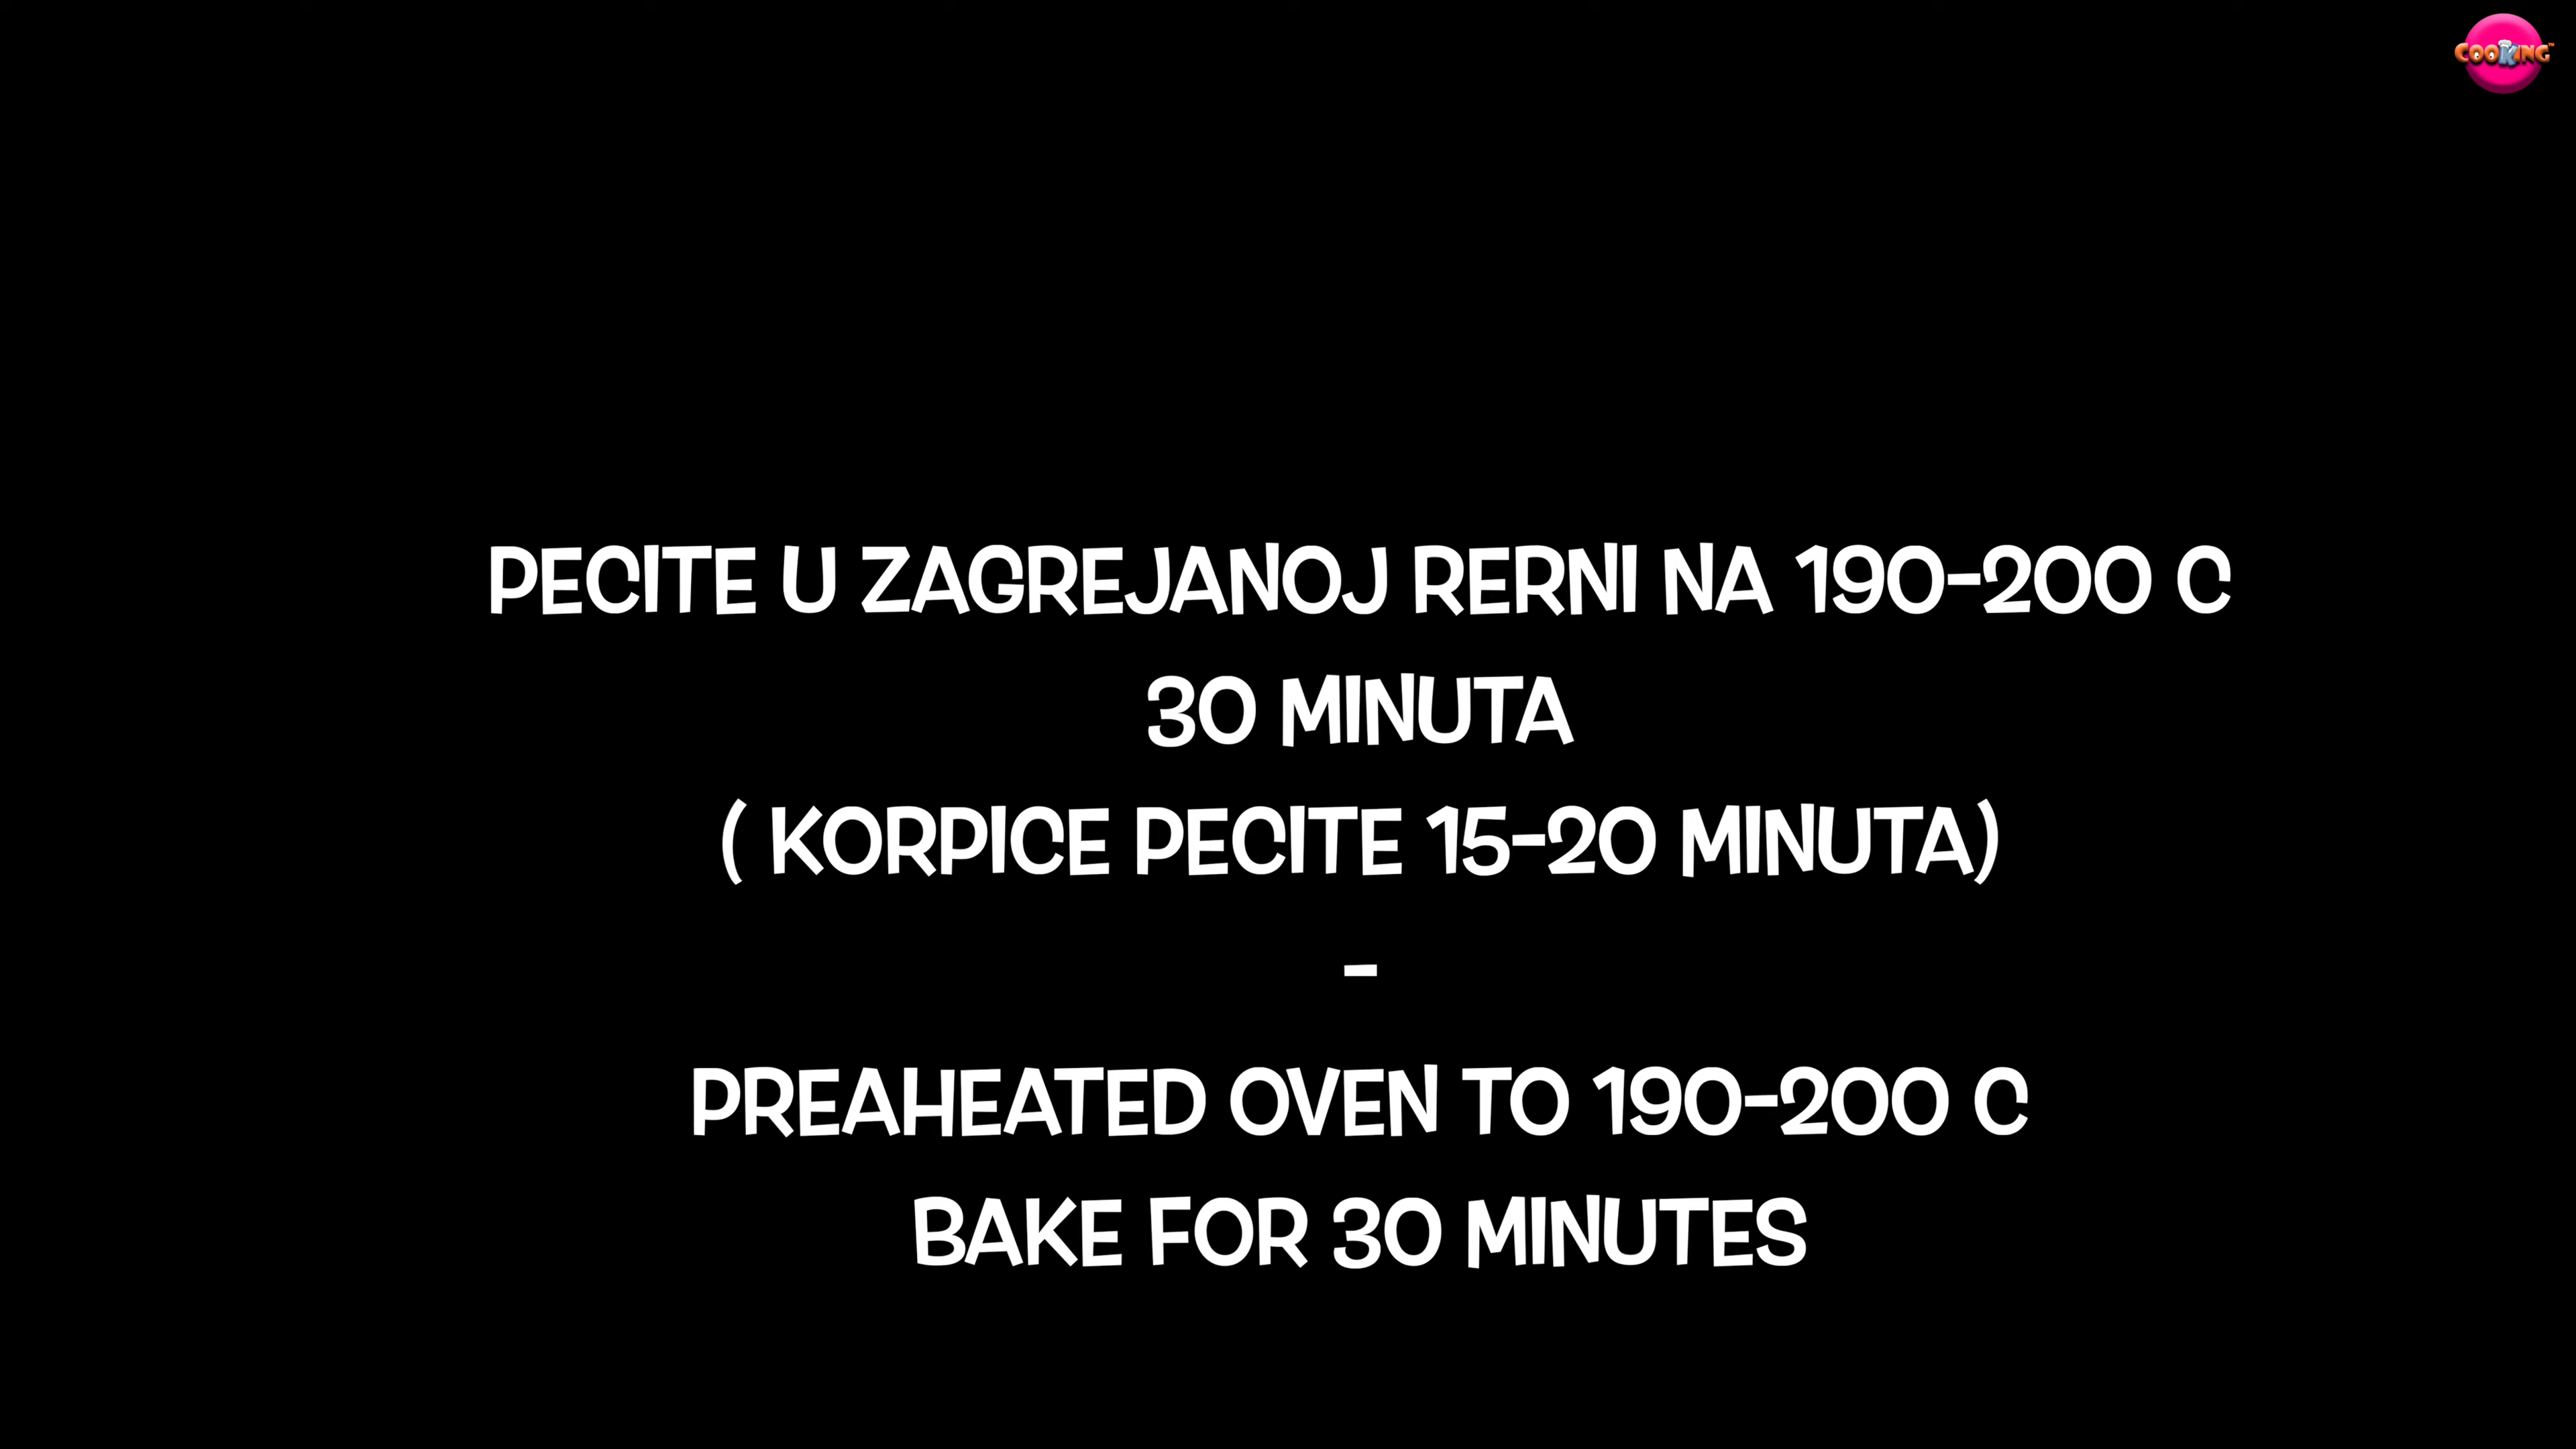 COOKING™
PECITE U ZAGREJANOJ RERNI NA 190-200 C
30 MINUTA
( KORPICE PECITE 15-20 MINUTA)
-
PREAHEATED OVEN TO 190-200 C
BAKE FOR 30 MINUTES